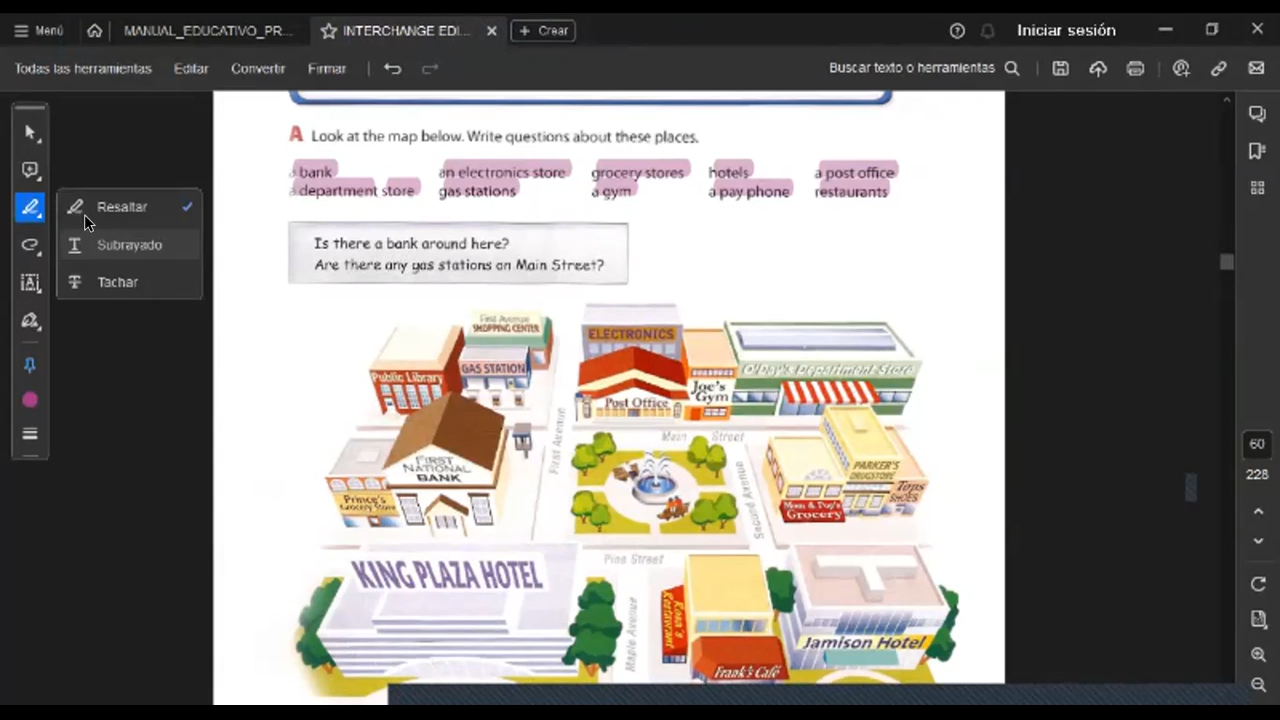 Menú
MANUAL_EDUCATIVO_PR...
INTERCHANGE EDI...
Crear
Iniciar sesión
Todas las herramientas
Editar
Convertir
Firmar
Buscar texto o herramientas
A Look at the map below. Write questions about these places.
a bank an electronics store grocery stores hotels a post office
a department store gas stations a gym a pay phone restaurants
Resaltar
Subrayado
Tachar
Is there a bank around here?
Are there any gas stations on Main Street?
First Avenue
SHOPPING CENTER
ELECTRONICS
Public Library
GAS STATION
Post Office
Joe's
Gym
O'Day's Department Store
First Avenue
Main Street
FIRST
NATIONAL
BANK
Prince's
Grocery Store
Second Avenue
PARKER'S
DRUGSTORE
Tops
SHOES
Mom & Pop's
Grocery
60
228
Pine Street
KING PLAZA HOTEL
Maple Avenue
Rosa's
Restaurant
Frank's Café
Jamison Hotel